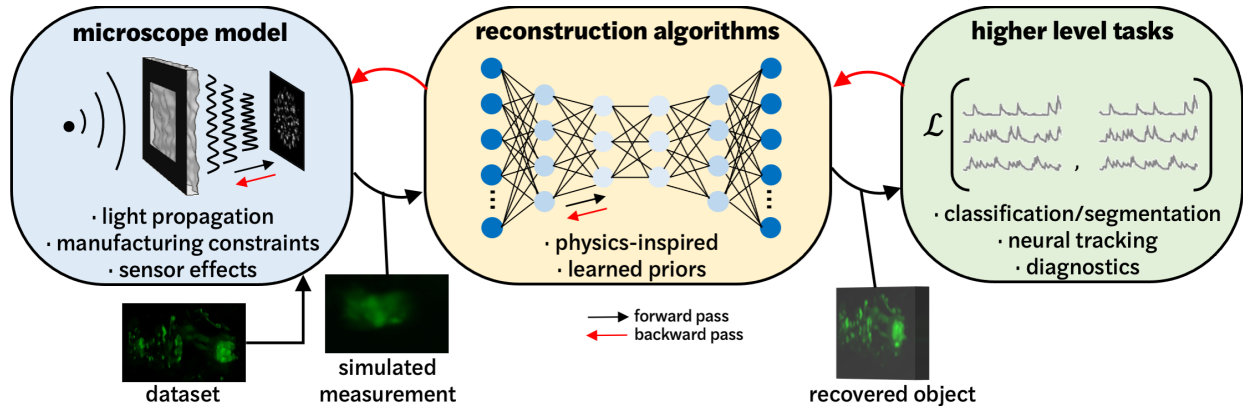 microscope model
· light propagation
· manufacturing constraints
· sensor effects
dataset
simulated
measurement
reconstruction algorithms
· physics-inspired
· learned priors
forward pass
backward pass
higher level tasks
ℒ
,
· classification/segmentation
· neural tracking
· diagnostics
recovered object